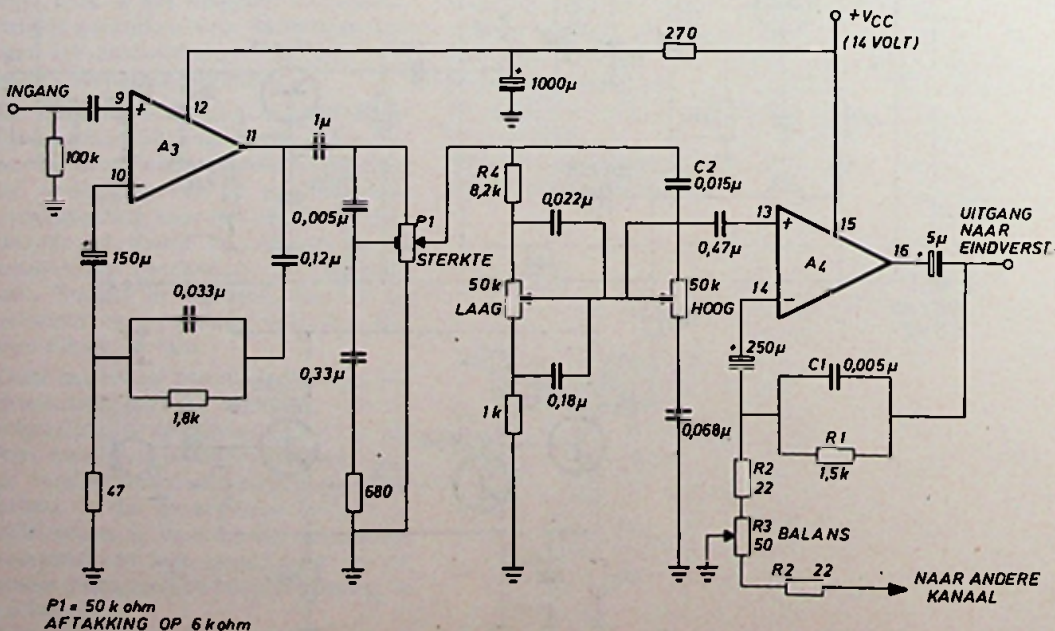 +VCC
(14 VOLT)
270
1000µ
INGANG
9
+
12
A3
11
10
-
100k
1µ
150µ
0,033µ
1,8k
0,12µ
47
0,005µ
0,33µ
680
P1
STERKTE
R4
8,2k
0,022µ
50k
LAAG
0,18µ
1k
C2
0,015µ
0,47µ
50k
HOOG
0,068µ
13
+
15
A4
16
14
-
5µ
+
UITGANG
NAAR
EINDVERST.
+
250µ
C1
0,005µ
R1
1,5k
R2
22
R3
50
BALANS
R2 22
NAAR ANDERE
KANAAL
P1 = 50 k ohm
AFTAKKING OP 6 k ohm